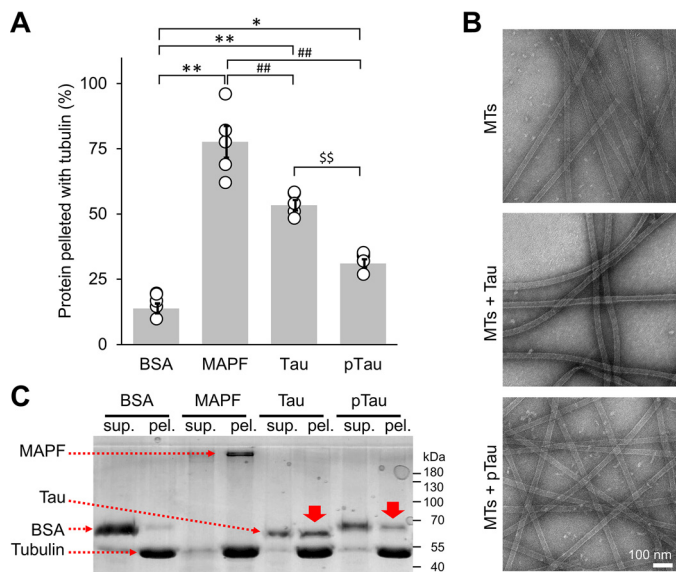 A
*
**
##
**
##
$$
Protein pelleted with tubulin (%)
100
75
50
25
0
BSA MAPF Tau pTau
B
MTs
MTs + Tau
MTs + pTau
100 nm
C
BSA MAPF Tau pTau
sup. pel. sup. pel. sup. pel. sup. pel.
MAPF
Tau
BSA
Tubulin
kDa
180
130
100
70
55
40